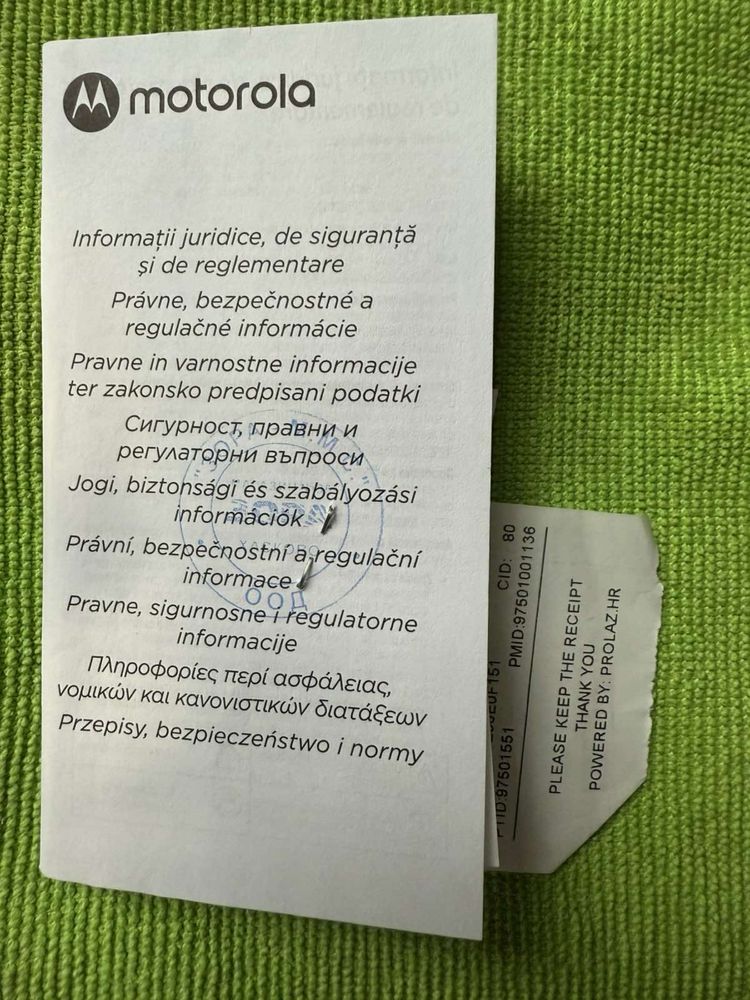 motorola
Informații juridice, de siguranță
și de reglementare
Právne, bezpečnostné a
regulačné informácie
Pravne in varnostne informacije
ter zakonsko predpisani podatki
Сигурност, правни и
регулаторни въпроси
Jogi, biztonsági és szabályozási
információk
Právní, bezpečnostní a regulační
informace
Pravne, sigurnosne i regulatorne
informacije
Πληροφορίες περί ασφάλειας,
νομικών και κανονιστικών διατάξεων
Przepisy, bezpieczeństwo i normy
"ЗОРА М.М.С."
ХАСКОВО
ООД
CID: 80
PMID:97501001136
PLEASE KEEP THE RECEIPT
THANK YOU
POWERED BY: PROLAZ.HR